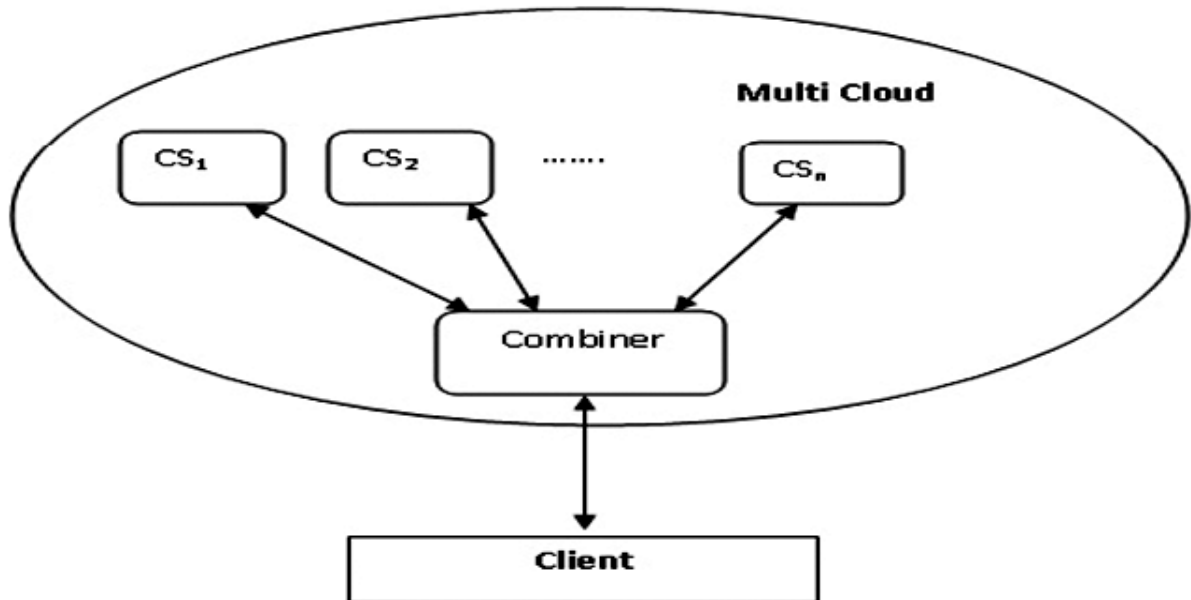 Multi Cloud
CS₁
CS₂
.......
CSₙ
Combiner
Client